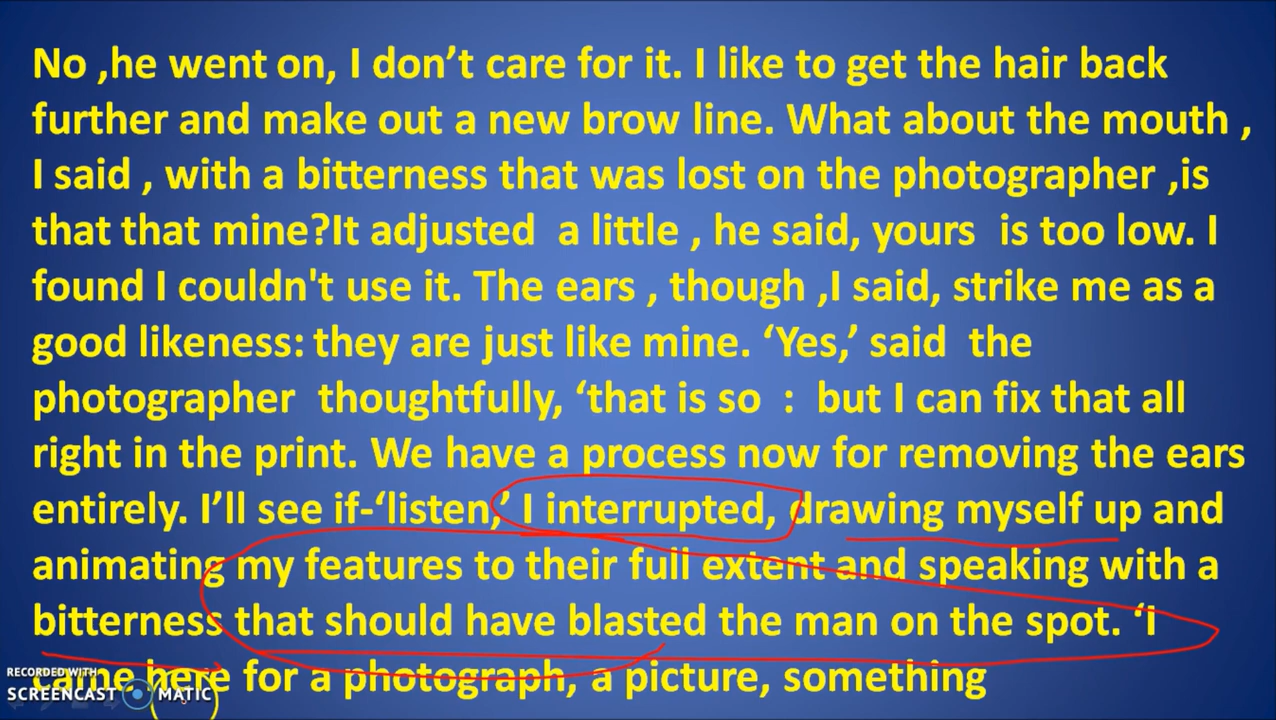 No ,he went on, I don’t care for it. I like to get the hair back
further and make out a new brow line. What about the mouth ,
I said , with a bitterness that was lost on the photographer ,is
that that mine?It adjusted a little , he said, yours is too low. I
found I couldn't use it. The ears , though ,I said, strike me as a
good likeness: they are just like mine. ‘Yes,’ said the
photographer thoughtfully, ‘that is so : but I can fix that all
right in the print. We have a process now for removing the ears
entirely. I’ll see if-‘listen,’ I interrupted, drawing myself up and
animating my features to their full extent and speaking with a
bitterness that should have blasted the man on the spot. ‘I
came here for a photograph, a picture, something
RECORDED WITH
SCREENCAST MATIC